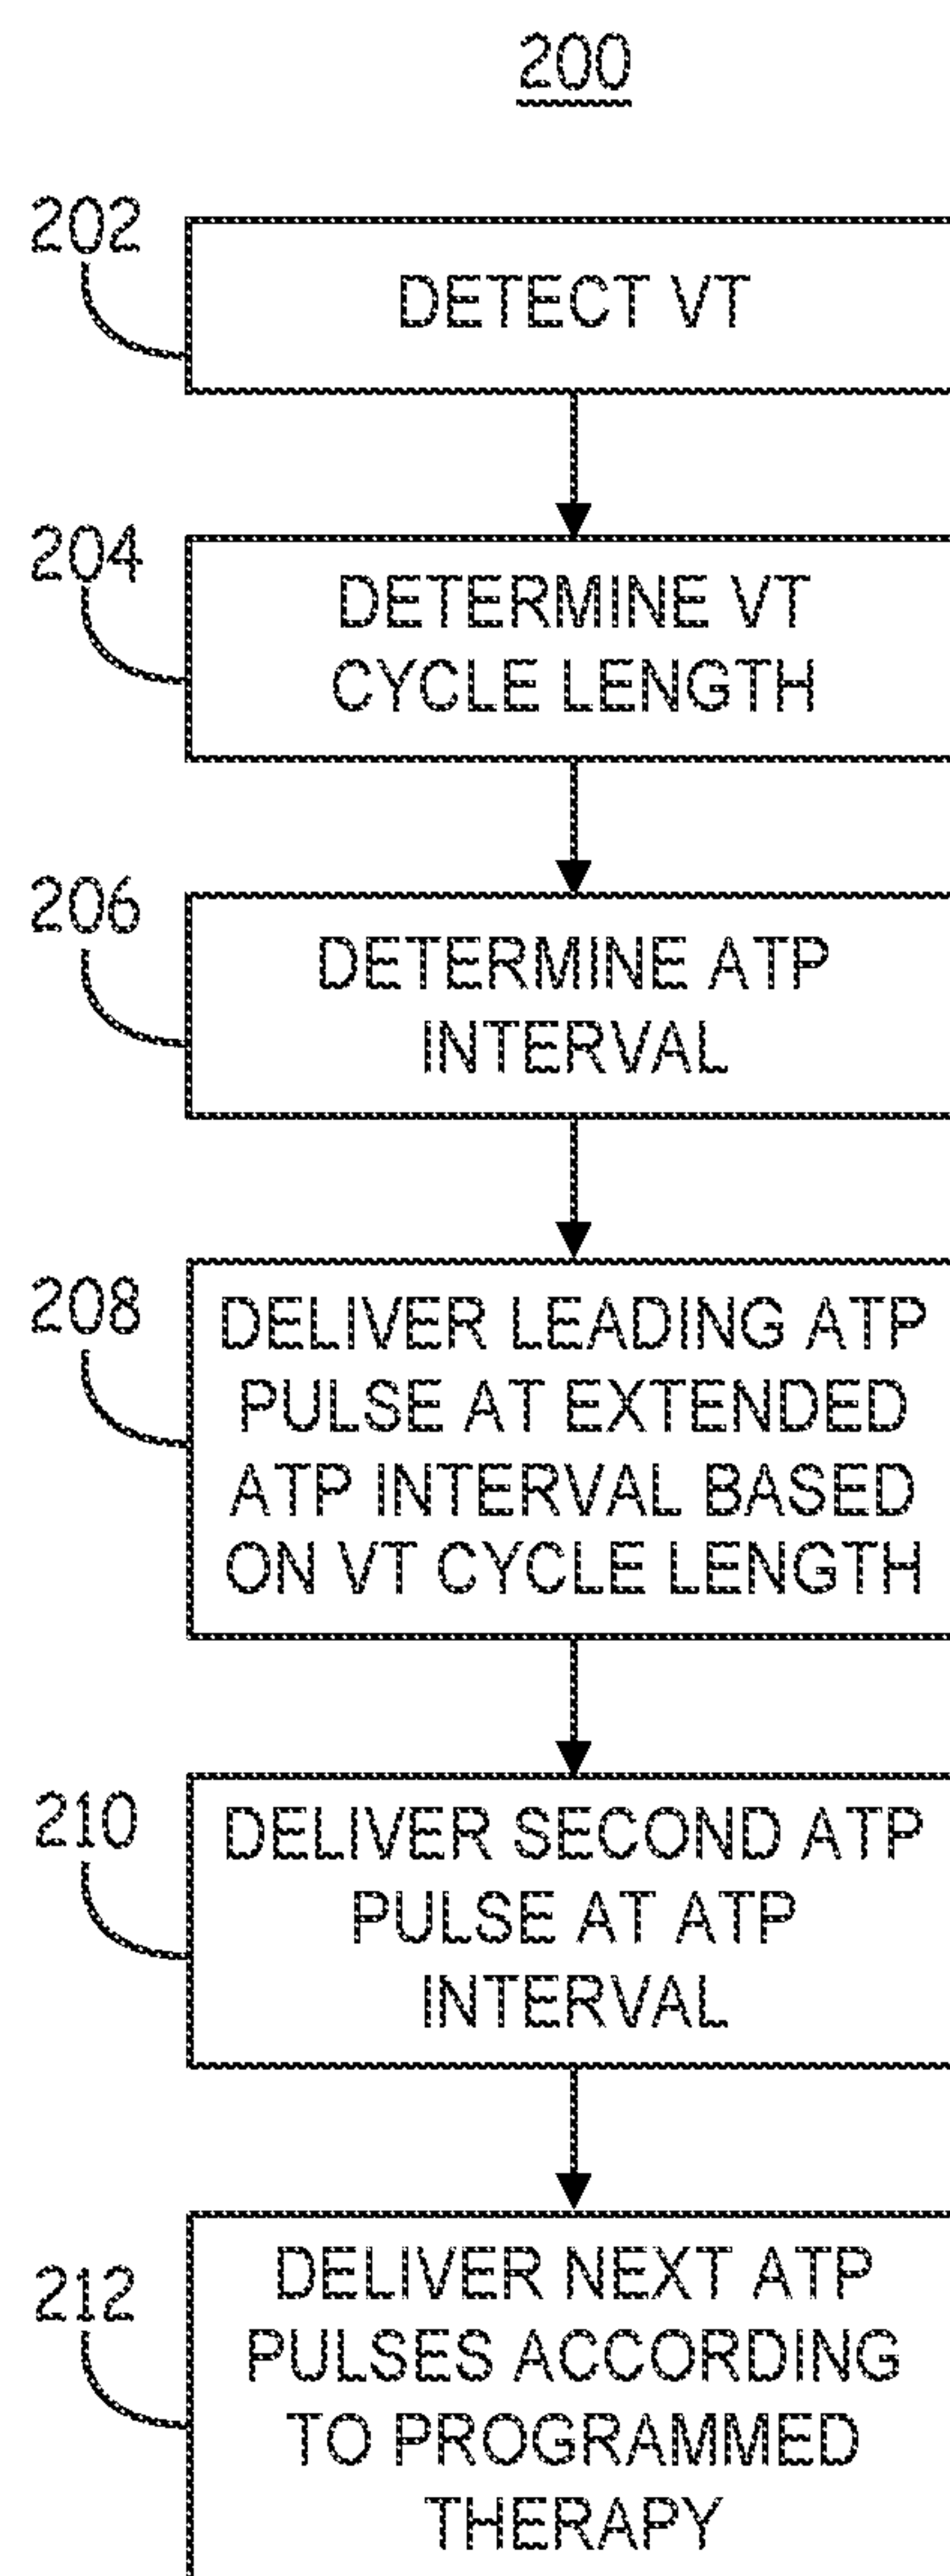 200
202
DETECT VT
204
DETERMINE VT
CYCLE LENGTH
206
DETERMINE ATP
INTERVAL
208
DELIVER LEADING ATP
PULSE AT EXTENDED
ATP INTERVAL BASED
ON VT CYCLE LENGTH
210
DELIVER SECOND ATP
PULSE AT ATP
INTERVAL
212
DELIVER NEXT ATP
PULSES ACCORDING
TO PROGRAMMED
THERAPY